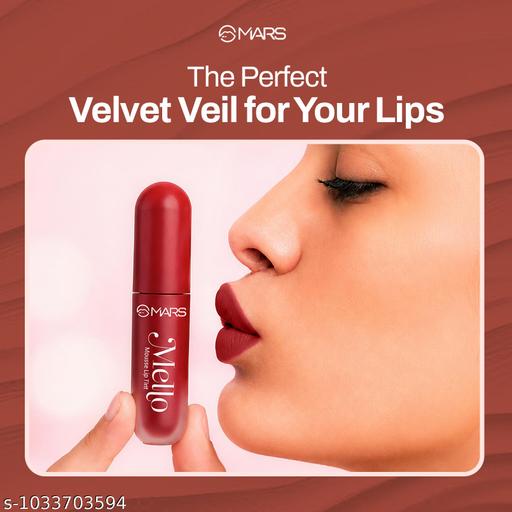 MARS
The Perfect
Velvet Veil for Your Lips
MARS
Mello
Mousse Lip Tint
s-1033703594